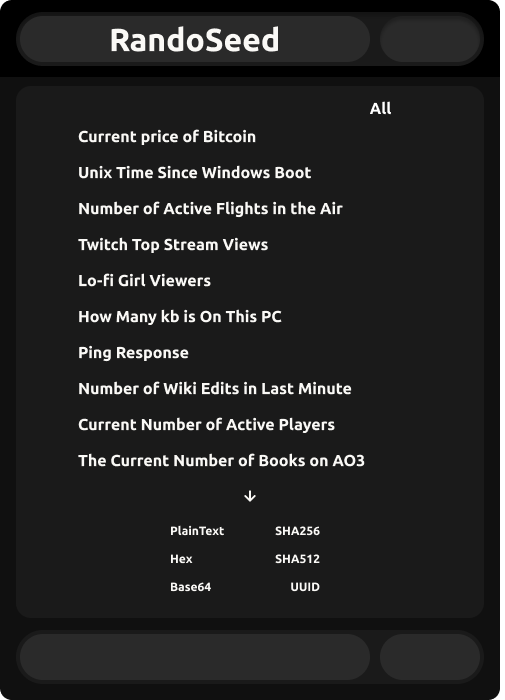 RandoSeed
All
Current price of Bitcoin
Unix Time Since Windows Boot
Number of Active Flights in the Air
Twitch Top Stream Views
Lo-fi Girl Viewers
How Many kb is On This PC
Ping Response
Number of Wiki Edits in Last Minute
Current Number of Active Players
The Current Number of Books on AO3
↓
PlainText SHA256
Hex SHA512
Base64 UUID